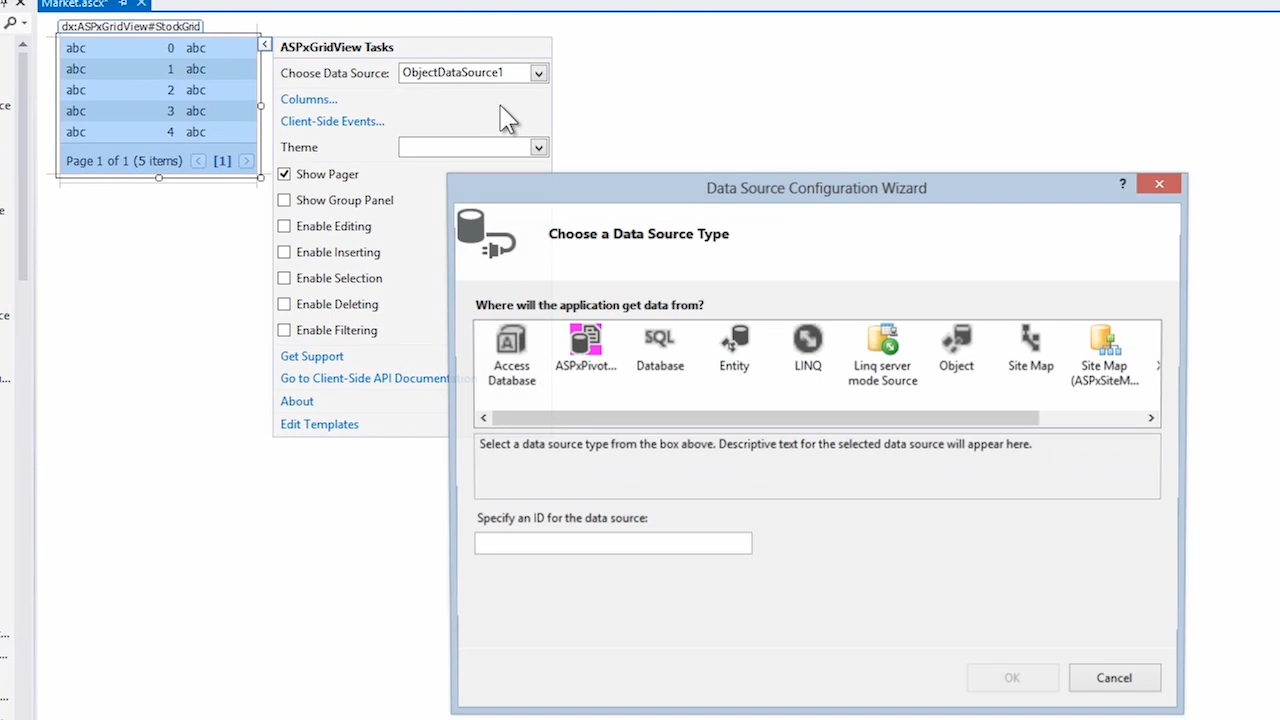 Market.ascx*
dx:ASPxGridView#StockGrid
abc 0 abc
abc 1 abc
abc 2 abc
abc 3 abc
abc 4 abc
Page 1 of 1 (5 items) < [1] >
ASPxGridView Tasks
Choose Data Source: ObjectDataSource1
Columns...
Client-Side Events...
Theme
Show Pager
Show Group Panel
Enable Editing
Enable Inserting
Enable Selection
Enable Deleting
Enable Filtering
Get Support
Go to Client-Side API Documentation
About
Edit Templates
Data Source Configuration Wizard
?
Choose a Data Source Type
Where will the application get data from?
Access Database
ASPxPivot...
SQL
Database
Entity
LINQ
Linq server mode Source
Object
Site Map
Site Map (ASPxSiteM...
Select a data source type from the box above. Descriptive text for the selected data source will appear here.
Specify an ID for the data source:
OK
Cancel